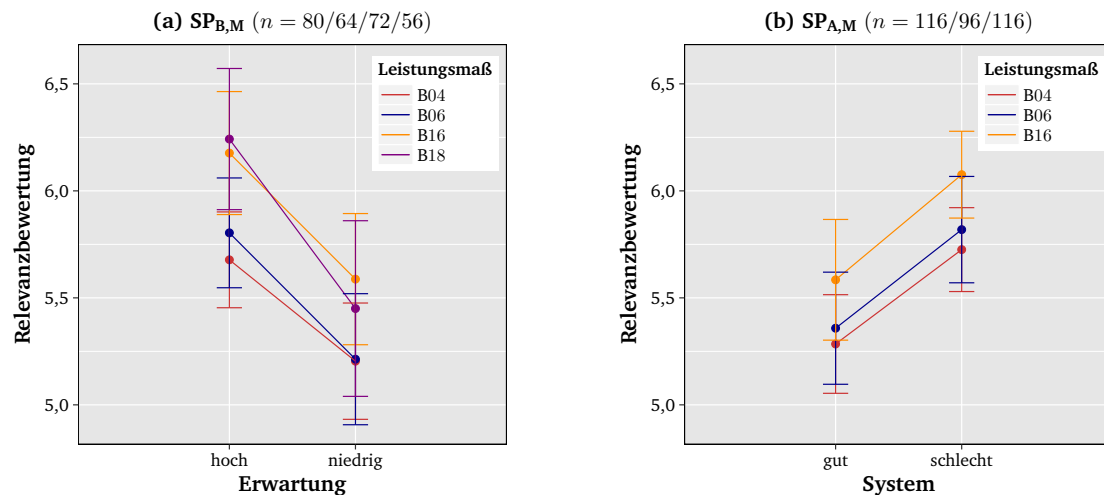 (a) SP_B,M (n = 80/64/72/56)
6,5
6,0
5,5
5,0
Relevanzbewertung
Leistungsmaß
B04
B06
B16
B18
hoch niedrig
Erwartung
(b) SP_A,M (n = 116/96/116)
6,5
6,0
5,5
5,0
Relevanzbewertung
Leistungsmaß
B04
B06
B16
gut schlecht
System